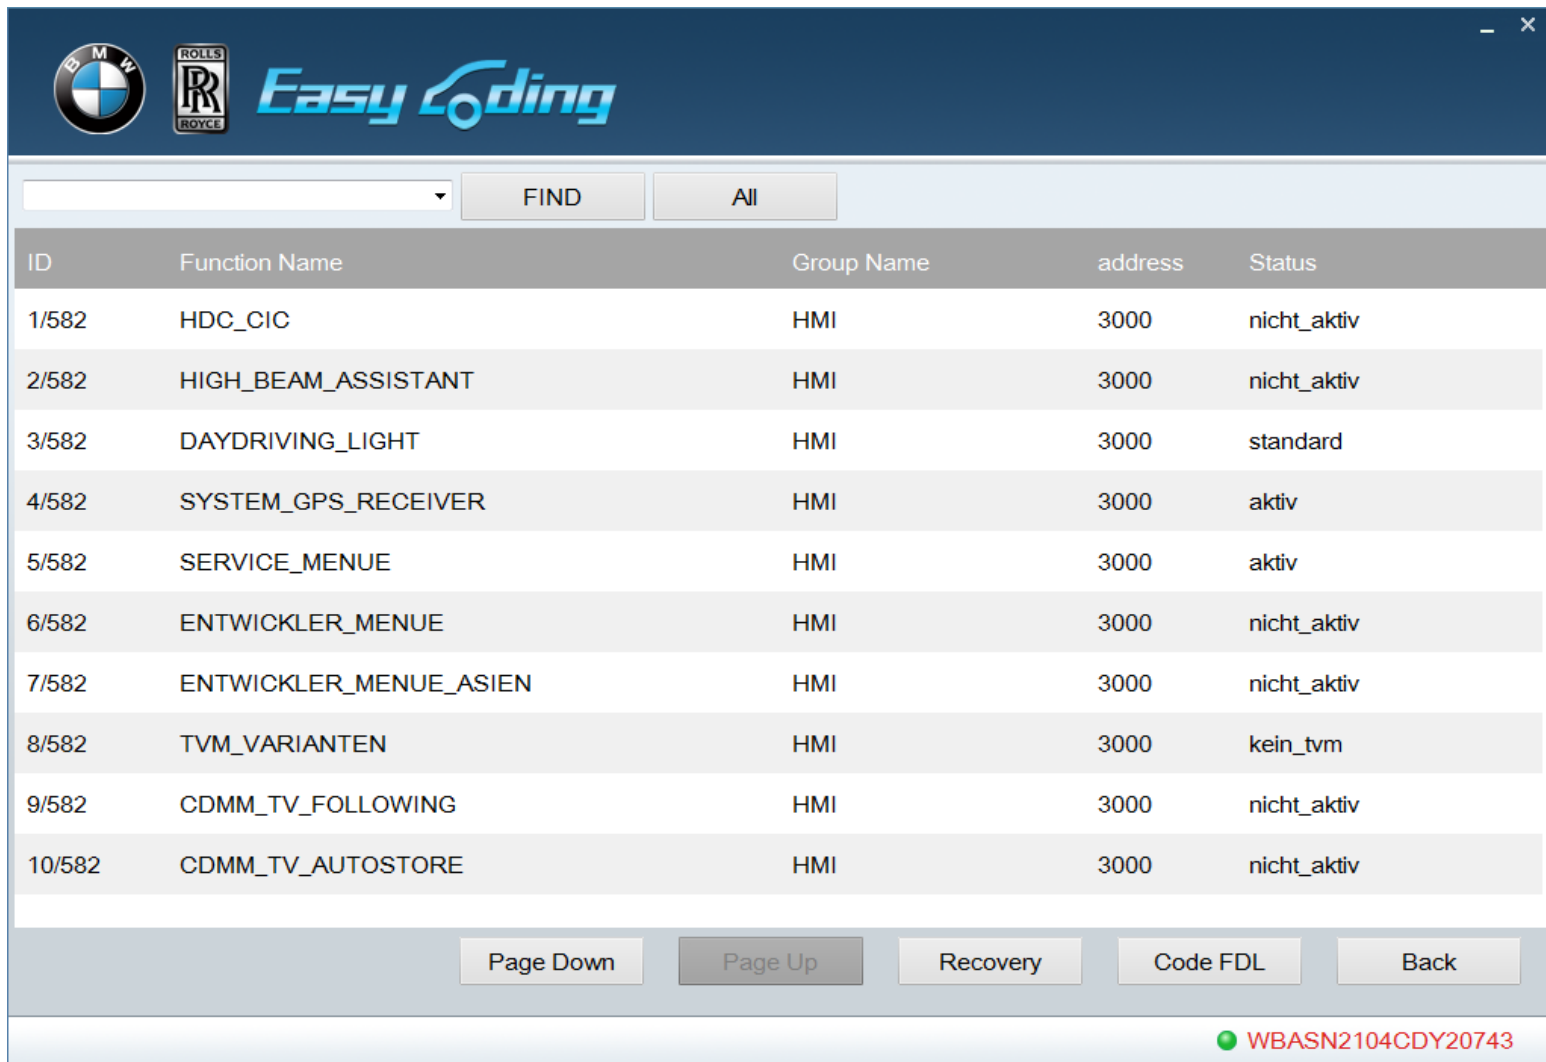 BMW
ROLLS
RR
ROYCE
Easy Coding
FIND All
ID Function Name Group Name address Status
1/582 HDC_CIC HMI 3000 nicht_aktiv
2/582 HIGH_BEAM_ASSISTANT HMI 3000 nicht_aktiv
3/582 DAYDRIVING_LIGHT HMI 3000 standard
4/582 SYSTEM_GPS_RECEIVER HMI 3000 aktiv
5/582 SERVICE_MENUE HMI 3000 aktiv
6/582 ENTWICKLER_MENUE HMI 3000 nicht_aktiv
7/582 ENTWICKLER_MENUE_ASIEN HMI 3000 nicht_aktiv
8/582 TVM_VARIANTEN HMI 3000 kein_tvm
9/582 CDMM_TV_FOLLOWING HMI 3000 nicht_aktiv
10/582 CDMM_TV_AUTOSTORE HMI 3000 nicht_aktiv
Page Down Page Up Recovery Code FDL Back
WBASN2104CDY20743